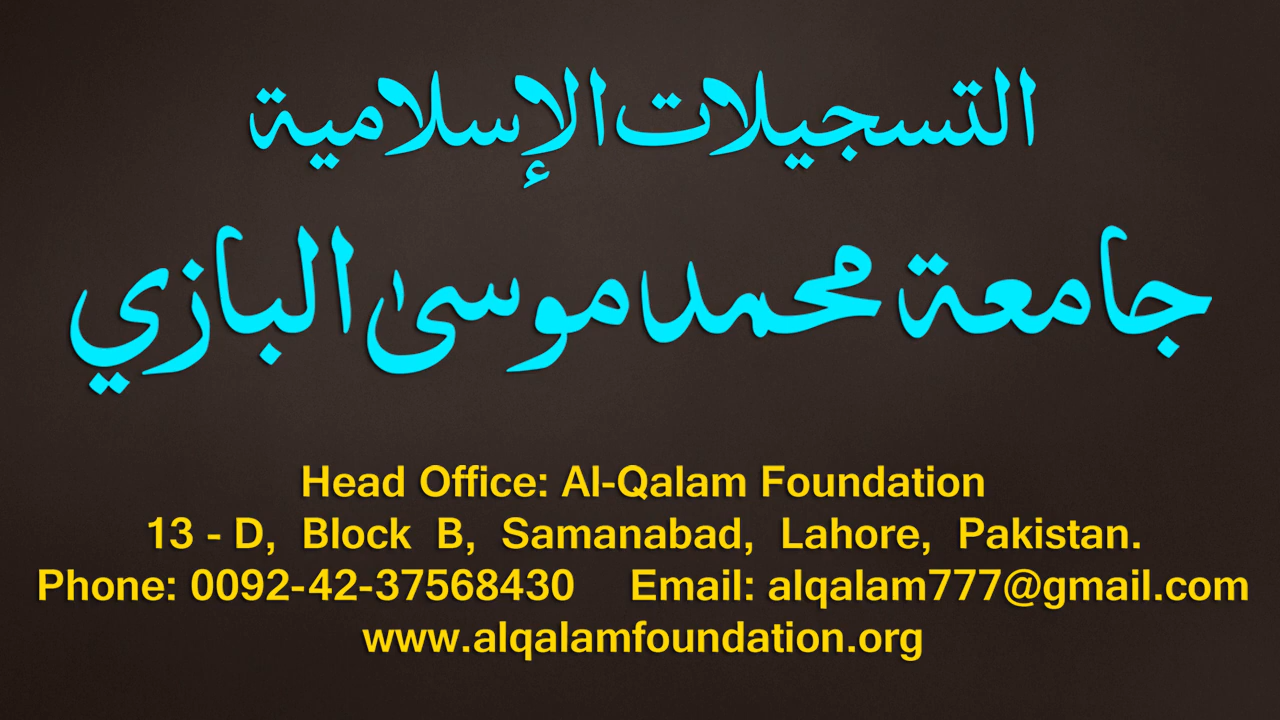 التسجيلات الإسلامية
جامعة محمد موسىٰ البازي
Head Office: Al-Qalam Foundation
13 - D, Block B, Samanabad, Lahore, Pakistan.
Phone: 0092-42-37568430 Email: alqalam777@gmail.com
www.alqalamfoundation.org